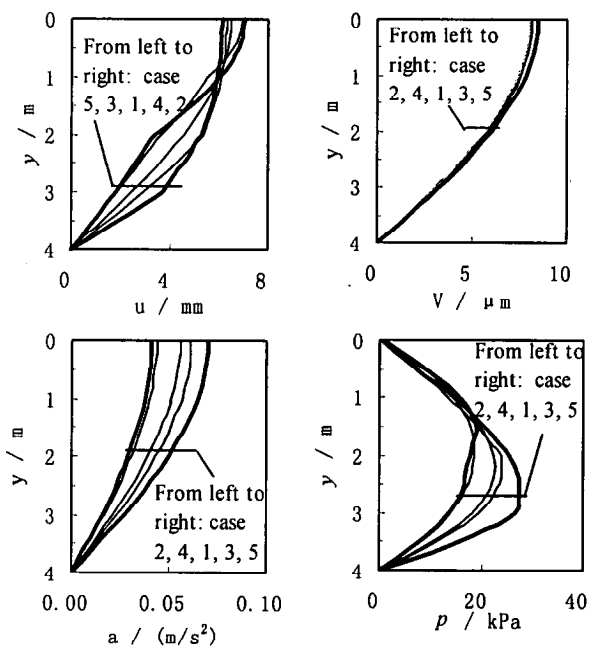 0
1
2
3
4
y / m
From left to
right: case
5, 3, 1, 4, 2
0 4 8
u / mm
0
1
2
3
4
y / m
From left to
right: case
2, 4, 1, 3, 5
0 5 10
V / μm
0
1
2
3
4
y / m
From left to
right: case
2, 4, 1, 3, 5
0.00 0.05 0.10
a / (m/s²)
0
1
2
3
4
y / m
From left to
right: case
2, 4, 1, 3, 5
0 20 40
p / kPa